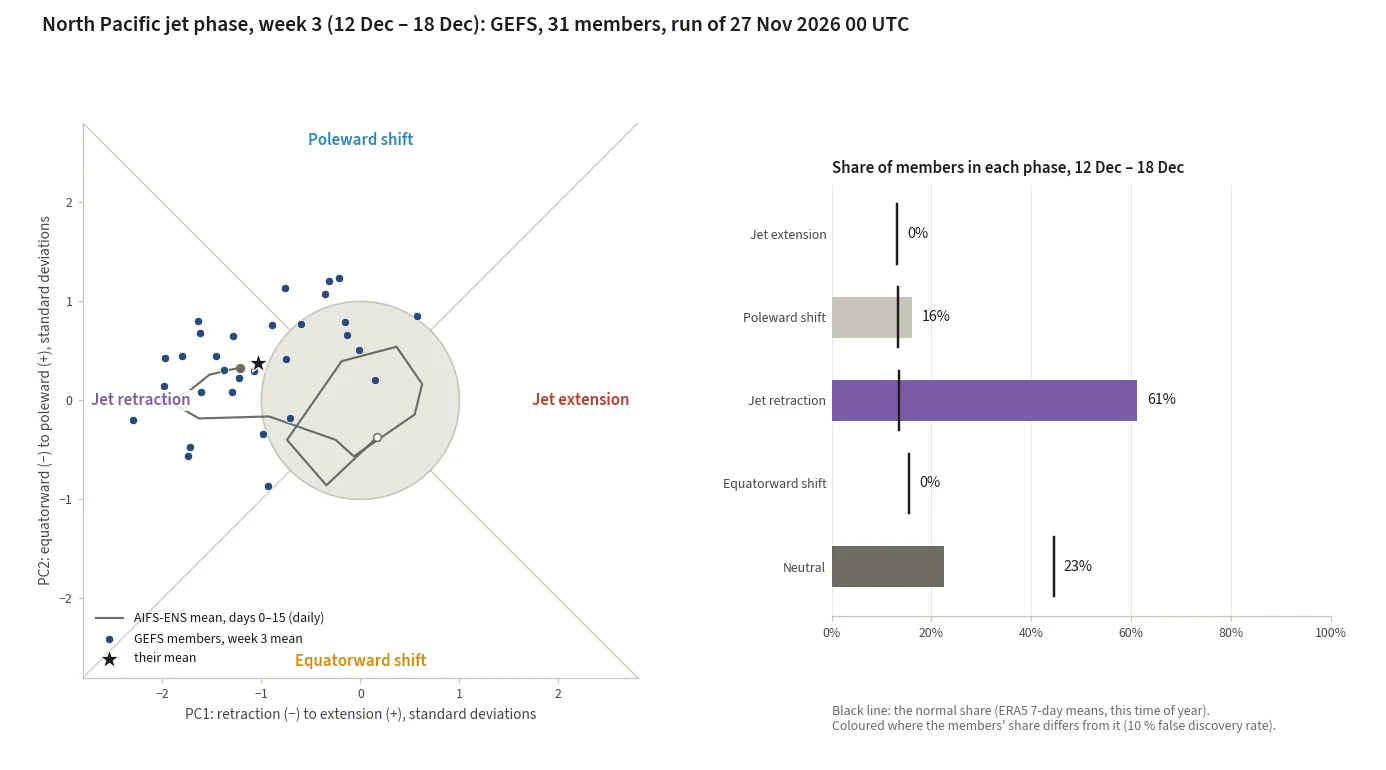 North Pacific jet phase, week 3 (12 Dec – 18 Dec): GEFS, 31 members, run of 27 Nov 2026 00 UTC
Poleward shift
Jet retraction
Jet extension
Equatorward shift
2
1
0
−1
−2
PC2: equatorward (−) to poleward (+), standard deviations
AIFS-ENS mean, days 0–15 (daily)
GEFS members, week 3 mean
their mean
−2
−1
0
1
2
PC1: retraction (−) to extension (+), standard deviations
Share of members in each phase, 12 Dec – 18 Dec
Jet extension
0%
Poleward shift
16%
Jet retraction
61%
Equatorward shift
0%
Neutral
23%
0%
20%
40%
60%
80%
100%
Black line: the normal share (ERA5 7-day means, this time of year).
Coloured where the members' share differs from it (10 % false discovery rate).